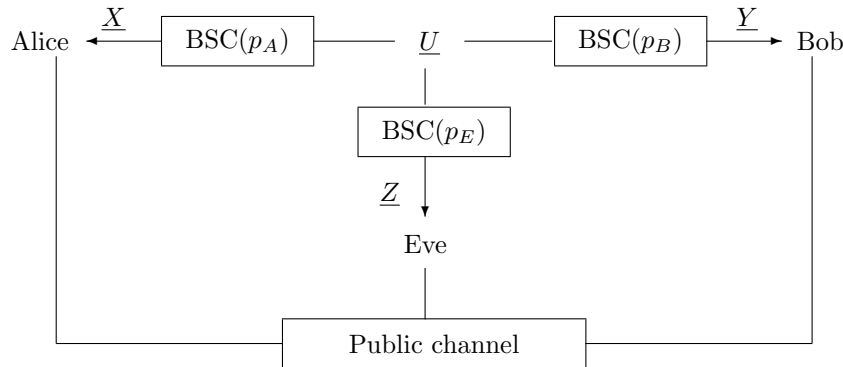 X
Y
Alice
BSC(p_A)
U
BSC(p_B)
Bob
BSC(p_E)
Z
Eve
Public channel